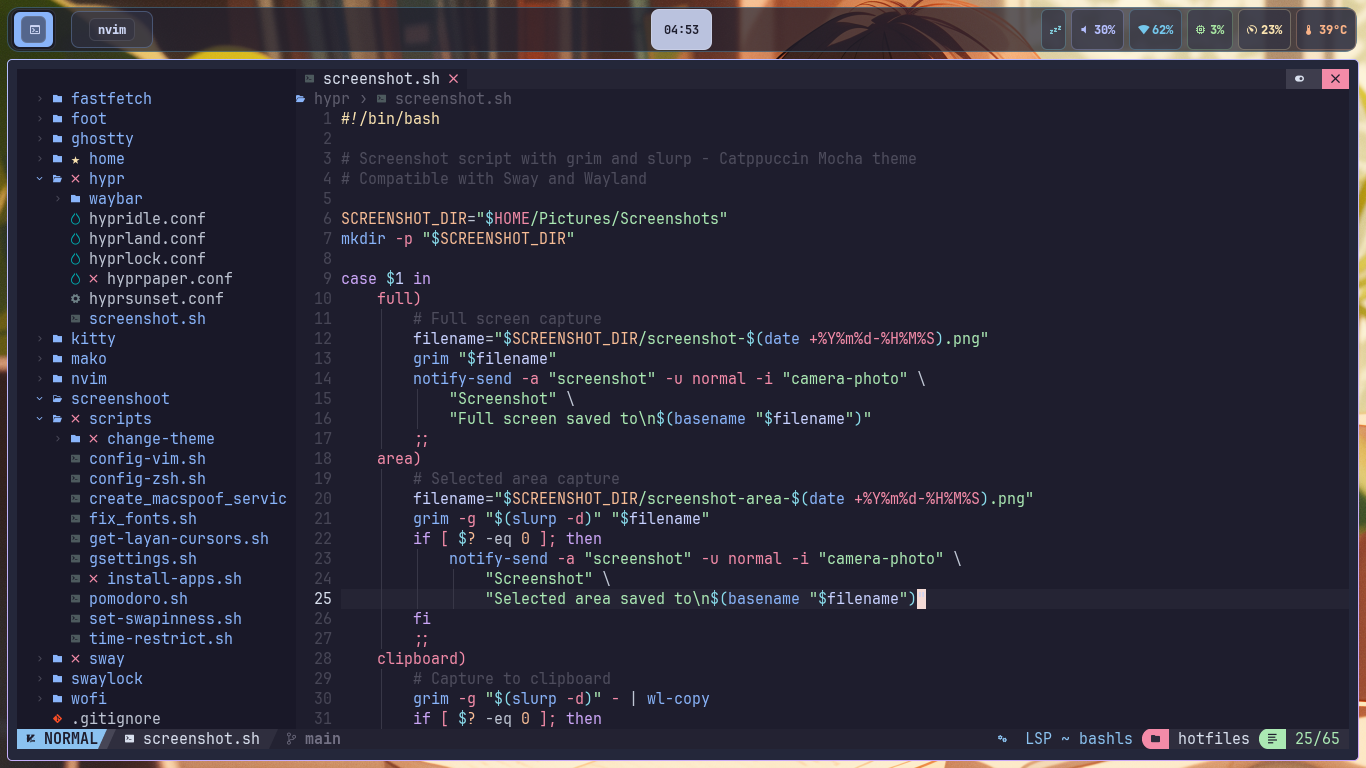 nvim
04:53
zzz
30%
62%
3%
23%
39°C
screenshot.sh
fastfetch
foot
ghostty
home
hypr
waybar
hypridle.conf
hyprland.conf
hyprlock.conf
hyprpaper.conf
hyprsunset.conf
screenshot.sh
kitty
mako
nvim
screenshoot
scripts
change-theme
config-vim.sh
config-zsh.sh
create_macspoof_servic
fix_fonts.sh
get-layan-cursors.sh
gsettings.sh
install-apps.sh
pomodoro.sh
set-swapinness.sh
time-restrict.sh
sway
swaylock
wofi
.gitignore
hypr › screenshot.sh
1 #!/bin/bash
2
3 # Screenshot script with grim and slurp - Catppuccin Mocha theme
4 # Compatible with Sway and Wayland
5
6 SCREENSHOT_DIR="$HOME/Pictures/Screenshots"
7 mkdir -p "$SCREENSHOT_DIR"
8
9 case $1 in
10 full)
11 # Full screen capture
12 filename="$SCREENSHOT_DIR/screenshot-$(date +%Y%m%d-%H%M%S).png"
13 grim "$filename"
14 notify-send -a "screenshot" -u normal -i "camera-photo" \
15 "Screenshot" \
16 "Full screen saved to\n$(basename "$filename")"
17 ;;
18 area)
19 # Selected area capture
20 filename="$SCREENSHOT_DIR/screenshot-area-$(date +%Y%m%d-%H%M%S).png"
21 grim -g "$(slurp -d)" "$filename"
22 if [ $? -eq 0 ]; then
23 notify-send -a "screenshot" -u normal -i "camera-photo" \
24 "Screenshot" \
25 "Selected area saved to\n$(basename "$filename")
26 fi
27 ;;
28 clipboard)
29 # Capture to clipboard
30 grim -g "$(slurp -d)" - | wl-copy
31 if [ $? -eq 0 ]; then
NORMAL screenshot.sh main LSP ~ bashls hotfiles 25/65